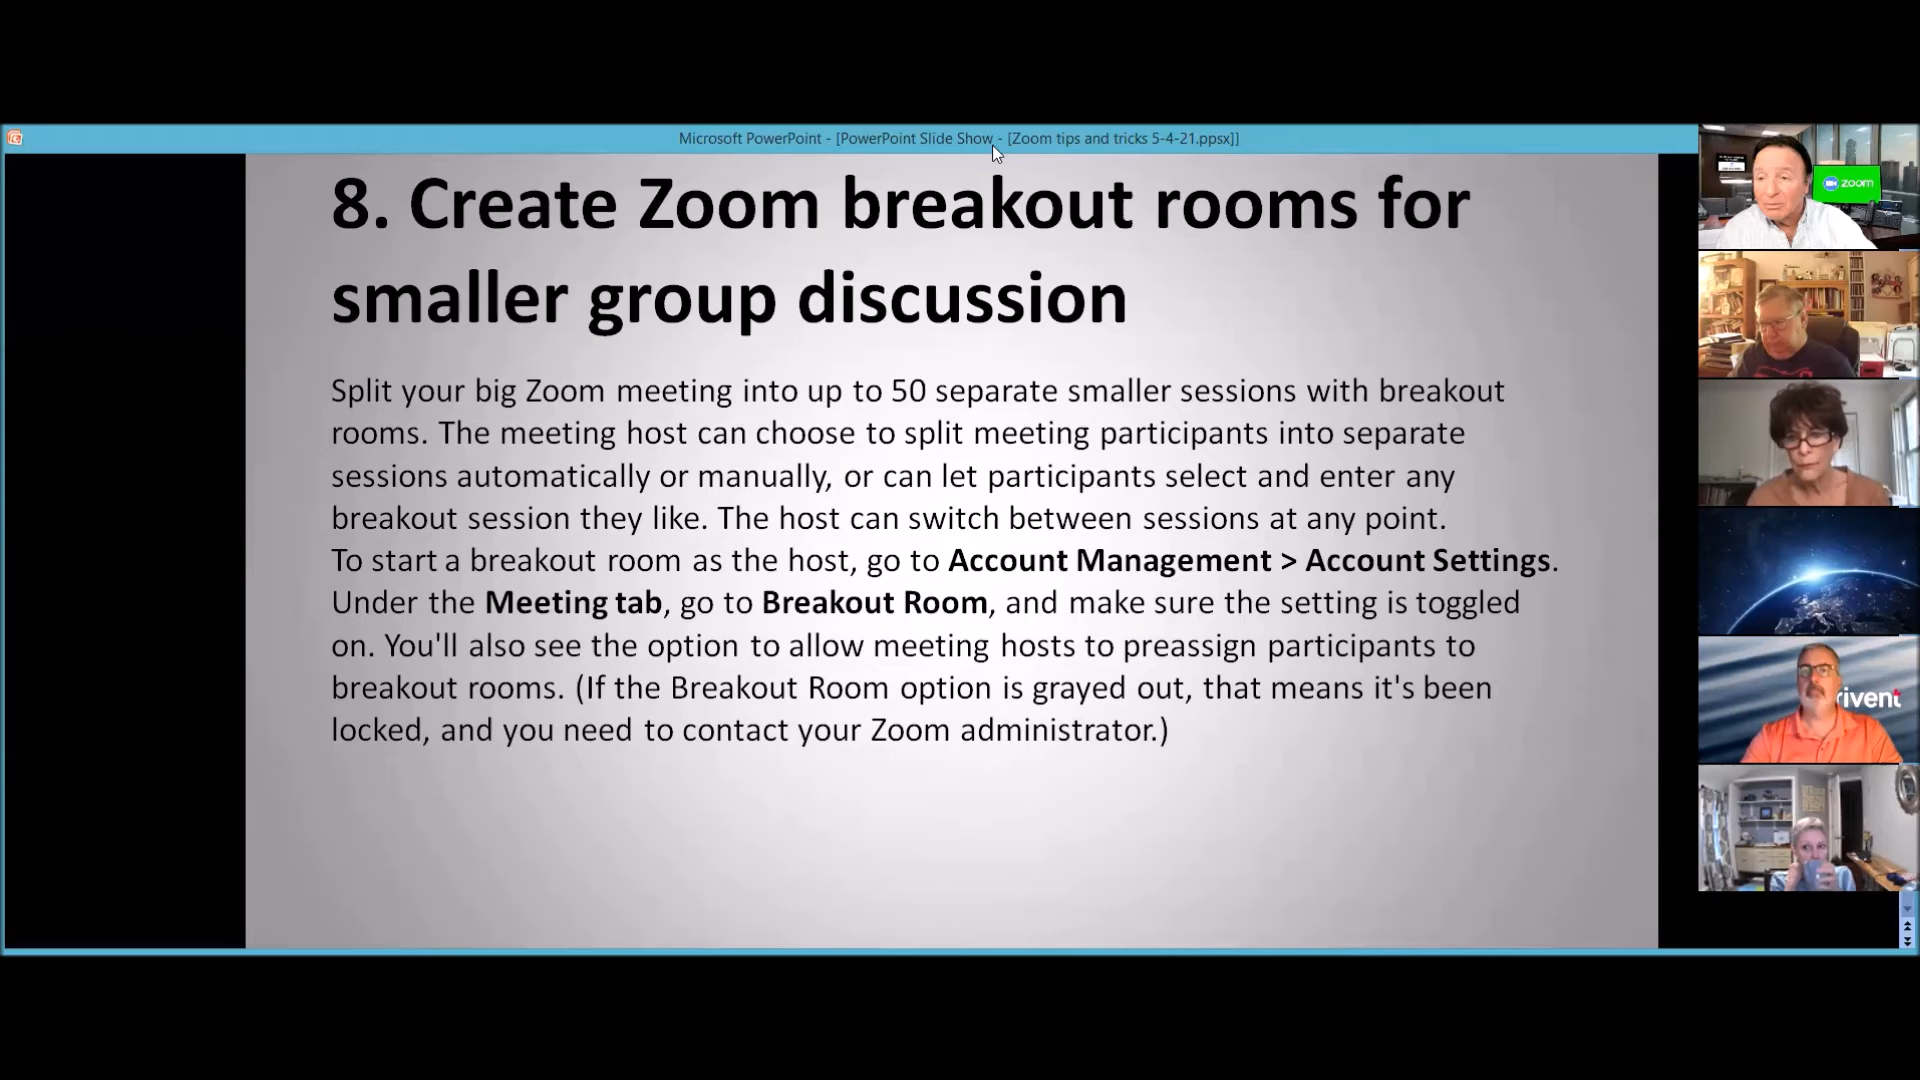 Microsoft PowerPoint - [PowerPoint Slide Show - [Zoom tips and tricks 5-4-21.ppsx]]
8. Create Zoom breakout rooms for
smaller group discussion
Split your big Zoom meeting into up to 50 separate smaller sessions with breakout
rooms. The meeting host can choose to split meeting participants into separate
sessions automatically or manually, or can let participants select and enter any
breakout session they like. The host can switch between sessions at any point.
To start a breakout room as the host, go to Account Management > Account Settings.
Under the Meeting tab, go to Breakout Room, and make sure the setting is toggled
on. You'll also see the option to allow meeting hosts to preassign participants to
breakout rooms. (If the Breakout Room option is grayed out, that means it's been
locked, and you need to contact your Zoom administrator.)
zoom
rivent